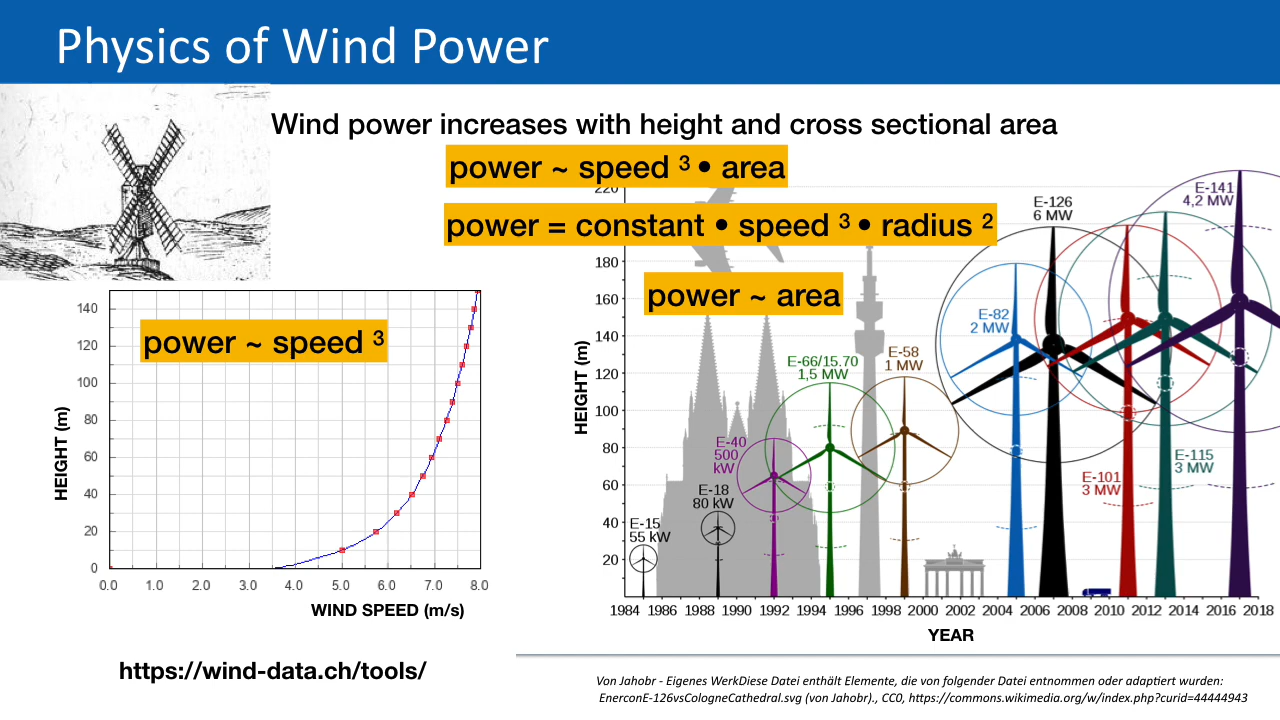 Physics of Wind Power
Wind power increases with height and cross sectional area
power ~ speed ³ • area
power = constant • speed ³ • radius ²
power ~ area
power ~ speed ³
HEIGHT (m)
140
120
100
80
60
40
20
0
0.0 1.0 2.0 3.0 4.0 5.0 6.0 7.0 8.0
WIND SPEED (m/s)
https://wind-data.ch/tools/
HEIGHT (m)
220
180
160
140
120
100
80
60
40
20
E-15
55 kW
E-18
80 kW
E-40
500
kW
E-66/15.70
1,5 MW
E-58
1 MW
E-82
2 MW
E-126
6 MW
E-101
3 MW
E-115
3 MW
E-141
4,2 MW
1984 1986 1988 1990 1992 1994 1996 1998 2000 2002 2004 2006 2008 2010 2012 2014 2016 2018
YEAR
Von Jahobr - Eigenes WerkDiese Datei enthält Elemente, die von folgender Datei entnommen oder adaptiert wurden:
EnerconE-126vsCologneCathedral.svg (von Jahobr)., CC0, https://commons.wikimedia.org/w/index.php?curid=44444943